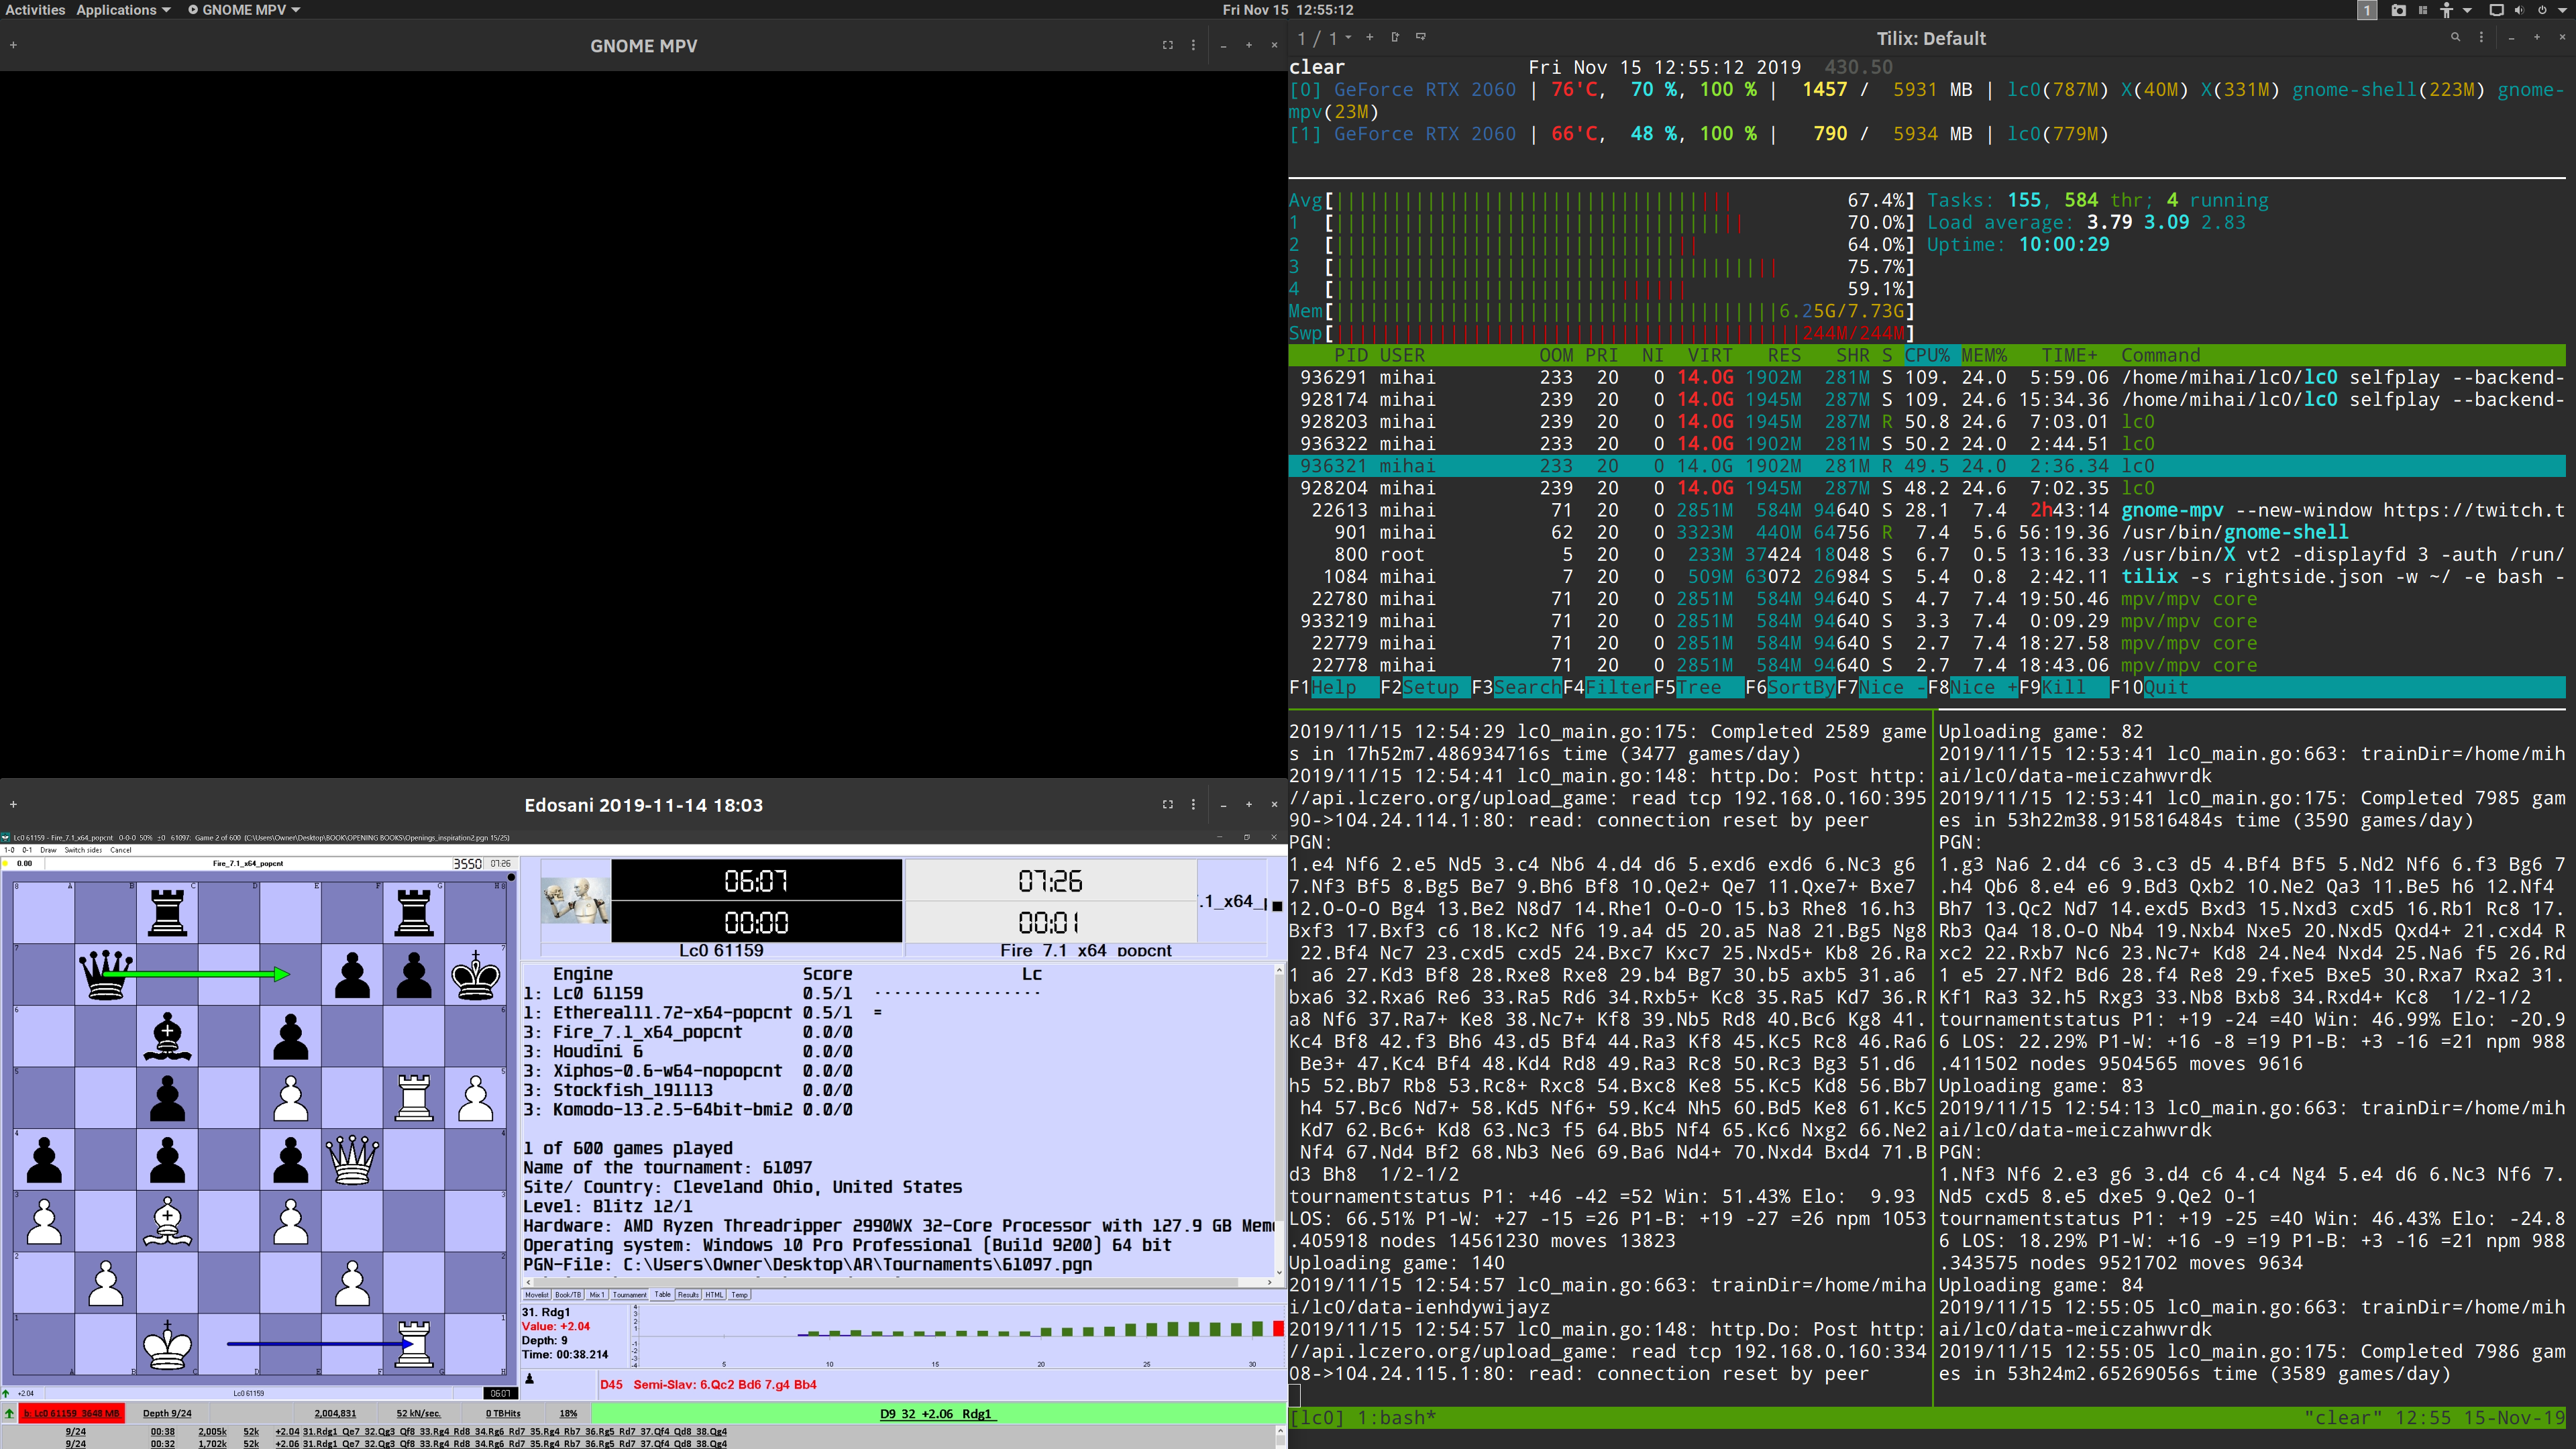 Activities Applications GNOME MPV Fri Nov 15 12:55:12 1
GNOME MPV
1 / 1 Tilix: Default
clear Fri Nov 15 12:55:12 2019 430.50
[0] GeForce RTX 2060 | 76'C, 70 %, 100 % | 1457 / 5931 MB | lc0(787M) X(40M) X(331M) gnome-shell(223M) gnome-
mpv(23M)
[1] GeForce RTX 2060 | 66'C, 48 %, 100 % | 790 / 5934 MB | lc0(779M)
Avg[ 67.4%] Tasks: 155, 584 thr; 4 running
1 [ 70.0%] Load average: 3.79 3.09 2.83
2 [ 64.0%] Uptime: 10:00:29
3 [ 75.7%]
4 [ 59.1%]
Mem[ 6.25G/7.73G]
Swp[ 244M/244M]
PID USER OOM PRI NI VIRT RES SHR S CPU% MEM% TIME+ Command
936291 mihai 233 20 0 14.0G 1902M 281M S 109. 24.0 5:59.06 /home/mihai/lc0/lc0 selfplay --backend-
928174 mihai 239 20 0 14.0G 1945M 287M S 109. 24.6 15:34.36 /home/mihai/lc0/lc0 selfplay --backend-
928203 mihai 239 20 0 14.0G 1945M 287M R 50.8 24.6 7:03.01 lc0
936322 mihai 233 20 0 14.0G 1902M 281M S 50.2 24.0 2:44.51 lc0
936321 mihai 233 20 0 14.0G 1902M 281M R 49.5 24.0 2:36.34 lc0
928204 mihai 239 20 0 14.0G 1945M 287M S 48.2 24.6 7:02.35 lc0
22613 mihai 71 20 0 2851M 584M 94640 S 28.1 7.4 2h43:14 gnome-mpv --new-window https://twitch.t
901 mihai 62 20 0 3323M 440M 64756 R 7.4 5.6 56:19.36 /usr/bin/gnome-shell
800 root 5 20 0 233M 37424 18048 S 6.7 0.5 13:16.33 /usr/bin/X vt2 -displayfd 3 -auth /run/
1084 mihai 7 20 0 509M 63072 26984 S 5.4 0.8 2:42.11 tilix -s rightside.json -w ~/ -e bash -
22780 mihai 71 20 0 2851M 584M 94640 S 4.7 7.4 19:50.46 mpv/mpv core
933219 mihai 71 20 0 2851M 584M 94640 S 3.3 7.4 0:09.29 mpv/mpv core
22779 mihai 71 20 0 2851M 584M 94640 S 2.7 7.4 18:27.58 mpv/mpv core
22778 mihai 71 20 0 2851M 584M 94640 S 2.7 7.4 18:43.06 mpv/mpv core
F1Help F2Setup F3SearchF4FilterF5Tree F6SortByF7Nice -F8Nice +F9Kill F10Quit
2019/11/15 12:54:29 lc0_main.go:175: Completed 2589 game
s in 17h52m7.486934716s time (3477 games/day)
2019/11/15 12:54:41 lc0_main.go:148: http.Do: Post http:
//api.lczero.org/upload_game: read tcp 192.168.0.160:395
90->104.24.114.1:80: read: connection reset by peer
PGN:
1.e4 Nf6 2.e5 Nd5 3.c4 Nb6 4.d4 d6 5.exd6 exd6 6.Nc3 g6
7.Nf3 Bf5 8.Bg5 Be7 9.Bh6 Bf8 10.Qe2+ Qe7 11.Qxe7+ Bxe7
12.O-O-O Bg4 13.Be2 N8d7 14.Rhe1 O-O-O 15.b3 Rhe8 16.h3
Bxf3 17.Bxf3 c6 18.Kc2 Nf6 19.a4 d5 20.a5 Na8 21.Bg5 Ng8
22.Bf4 Nc7 23.cxd5 cxd5 24.Bxc7 Kxc7 25.Nxd5+ Kb8 26.Ra
1 a6 27.Kd3 Bf8 28.Rxe8 Rxe8 29.b4 Bg7 30.b5 axb5 31.a6
bxa6 32.Rxa6 Re6 33.Ra5 Rd6 34.Rxb5+ Kc8 35.Ra5 Kd7 36.R
a8 Nf6 37.Ra7+ Ke8 38.Nc7+ Kf8 39.Nb5 Rd8 40.Bc6 Kg8 41.
Kc4 Bf8 42.f3 Bh6 43.d5 Bf4 44.Ra3 Kf8 45.Kc5 Rc8 46.Ra6
Be3+ 47.Kc4 Bf4 48.Kd4 Rd8 49.Ra3 Rc8 50.Rc3 Bg3 51.d6
h5 52.Bb7 Rb8 53.Rc8+ Rxc8 54.Bxc8 Ke8 55.Kc5 Kd8 56.Bb7
h4 57.Bc6 Nd7+ 58.Kd5 Nf6+ 59.Kc4 Nh5 60.Bd5 Ke8 61.Kc5
Kd7 62.Bc6+ Kd8 63.Nc3 f5 64.Bb5 Nf4 65.Kc6 Nxg2 66.Ne2
Nf4 67.Nd4 Bf2 68.Nb3 Ne6 69.Ba6 Nd4+ 70.Nxd4 Bxd4 71.B
d3 Bh8 1/2-1/2
tournamentstatus P1: +46 -42 =52 Win: 51.43% Elo: 9.93
LOS: 66.51% P1-W: +27 -15 =26 P1-B: +19 -27 =26 npm 1053
.405918 nodes 14561230 moves 13823
Uploading game: 140
2019/11/15 12:54:57 lc0_main.go:663: trainDir=/home/miha
i/lc0/data-ienhdywijayz
2019/11/15 12:54:57 lc0_main.go:148: http.Do: Post http:
//api.lczero.org/upload_game: read tcp 192.168.0.160:334
08->104.24.115.1:80: read: connection reset by peer
Uploading game: 82
2019/11/15 12:53:41 lc0_main.go:663: trainDir=/home/mih
ai/lc0/data-meiczahwvrdk
2019/11/15 12:53:41 lc0_main.go:175: Completed 7985 gam
es in 53h22m38.915816484s time (3590 games/day)
PGN:
1.g3 Na6 2.d4 c6 3.c3 d5 4.Bf4 Bf5 5.Nd2 Nf6 6.f3 Bg6 7
.h4 Qb6 8.e4 e6 9.Bd3 Qxb2 10.Ne2 Qa3 11.Be5 h6 12.Nf4
Bh7 13.Qc2 Nd7 14.exd5 Bxd3 15.Nxd3 cxd5 16.Rb1 Rc8 17.
Rb3 Qa4 18.O-O Nb4 19.Nxb4 Nxe5 20.Nxd5 Qxd4+ 21.cxd4 R
xc2 22.Rxb7 Nc6 23.Nc7+ Kd8 24.Ne4 Nxd4 25.Na6 f5 26.Rd
1 e5 27.Nf2 Bd6 28.f4 Re8 29.fxe5 Bxe5 30.Rxa7 Rxa2 31.
Kf1 Ra3 32.h5 Rxg3 33.Nb8 Bxb8 34.Rxd4+ Kc8 1/2-1/2
tournamentstatus P1: +19 -24 =40 Win: 46.99% Elo: -20.9
6 LOS: 22.29% P1-W: +16 -8 =19 P1-B: +3 -16 =21 npm 988
.411502 nodes 9504565 moves 9616
Uploading game: 83
2019/11/15 12:54:13 lc0_main.go:663: trainDir=/home/mih
ai/lc0/data-meiczahwvrdk
PGN:
1.Nf3 Nf6 2.e3 g6 3.d4 c6 4.c4 Ng4 5.e4 d6 6.Nc3 Nf6 7.
Nd5 cxd5 8.e5 dxe5 9.Qe2 0-1
tournamentstatus P1: +19 -25 =40 Win: 46.43% Elo: -24.8
6 LOS: 18.29% P1-W: +16 -9 =19 P1-B: +3 -16 =21 npm 988
.343575 nodes 9521702 moves 9634
Uploading game: 84
2019/11/15 12:55:05 lc0_main.go:663: trainDir=/home/mih
ai/lc0/data-meiczahwvrdk
2019/11/15 12:55:05 lc0_main.go:175: Completed 7986 gam
es in 53h24m2.65269056s time (3589 games/day)
[lc0] 1:bash* "clear" 12:55 15-Nov-19
Edosani 2019-11-14 18:03
Lc0 61159 - Fire_7.1_x64_popcnt 0-0-0 50% ±0 61097: Game 2 of 600 (C:\Users\Owner\Desktop\BOOK\OPENING BOOKS\Openings_inspiration2.pgn 15/25)
1-0 0-1 Draw Switch sides Cancel
0.00 Fire_7.1_x64_popcnt 3550 07:26
06:07 07:26
00:00 00:01
.1_x64_
Lc0 61159 Fire 7.1 x64 popcnt
Engine Score Lc
1: Lc0 61159 0.5/1 · · · · · · · · · · · · · · · · ·
1: Ethereal11.72-x64-popcnt 0.5/1 =
3: Fire_7.1_x64_popcnt 0.0/0
3: Houdini 6 0.0/0
3: Xiphos-0.6-w64-nopopcnt 0.0/0
3: Stockfish_191113 0.0/0
3: Komodo-13.2.5-64bit-bmi2 0.0/0
1 of 600 games played
Name of the tournament: 61097
Site/ Country: Cleveland Ohio, United States
Level: Blitz 12/1
Hardware: AMD Ryzen Threadripper 2990WX 32-Core Processor with 127.9 GB Mem
Operating system: Windows 10 Pro Professional (Build 9200) 64 bit
PGN-File: C:\Users\Owner\Desktop\AR\Tournaments\61097.pgn
Movelist Book/TB Mix 1 Tournament Table Results HTML Temp
31. Rdg1
Value: +2.04
Depth: 9
Time: 00:38.214
5 10 15 20 25 30
D45 Semi-Slav: 6.Qc2 Bd6 7.g4 Bb4
+2.04 Lc0 61159 06:07
b: Lc0 61159 3648 MB Depth 9/24 2,004,831 52 kN/sec. 0 TBHits 18% D9 32 +2.06 Rdg1
9/24 00:38 2,005k 52k +2.04 31.Rdg1 Qe7 32.Qg3 Qf8 33.Rg4 Rd8 34.Rg6 Rd7 35.Rg4 Rb7 36.Rg5 Rd7 37.Qf4 Qd8 38.Qg4
9/24 00:32 1,702k 52k +2.06 31.Rdg1 Qe7 32.Qg3 Qf8 33.Rg4 Rd8 34.Rg6 Rd7 35.Rg4 Rb7 36.Rg5 Rd7 37.Qf4 Qd8 38.Qg4